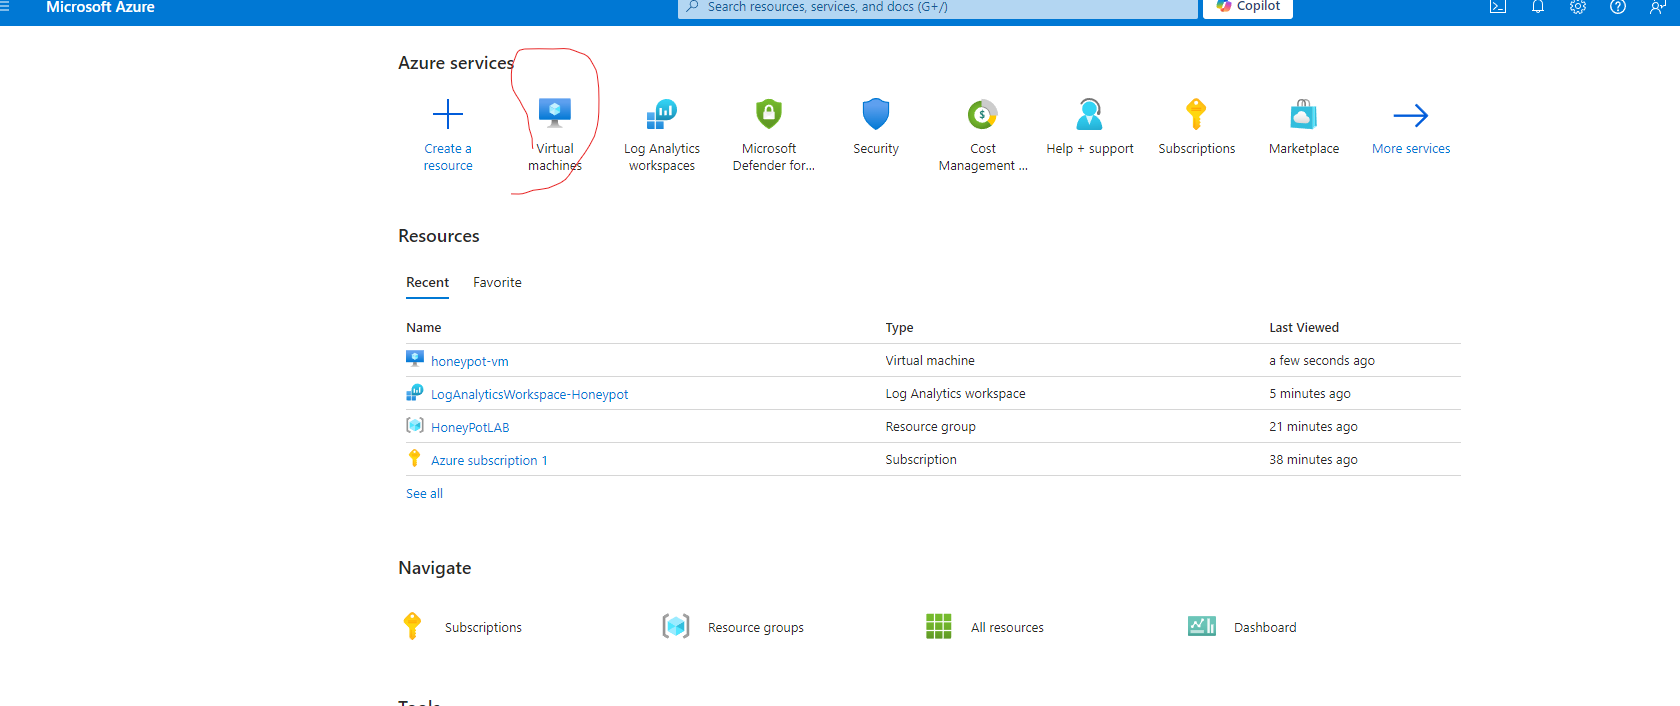 Microsoft Azure
Search resources, services, and docs (G+/)
Copilot
Azure services
Create a
resource
Virtual
machines
Log Analytics
workspaces
Microsoft
Defender for...
Security
Cost
Management ...
Help + support
Subscriptions
Marketplace
More services
Resources
Recent Favorite
Name Type Last Viewed
honeypot-vm Virtual machine a few seconds ago
LogAnalyticsWorkspace-Honeypot Log Analytics workspace 5 minutes ago
HoneyPotLAB Resource group 21 minutes ago
Azure subscription 1 Subscription 38 minutes ago
See all
Navigate
Subscriptions Resource groups All resources Dashboard
Tools